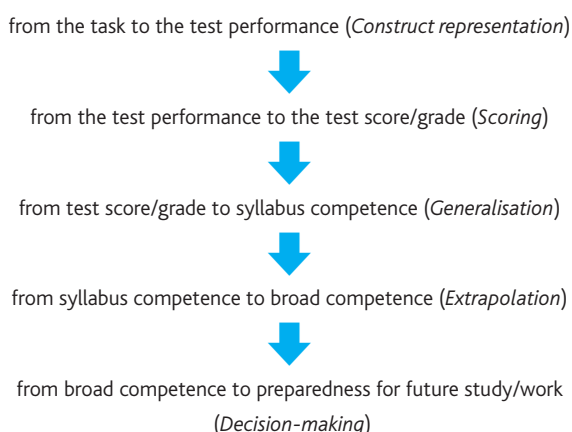 from the task to the test performance (Construct representation)
from the test performance to the test score/grade (Scoring)
from test score/grade to syllabus competence (Generalisation)
from syllabus competence to broad competence (Extrapolation)
from broad competence to preparedness for future study/work
(Decision-making)